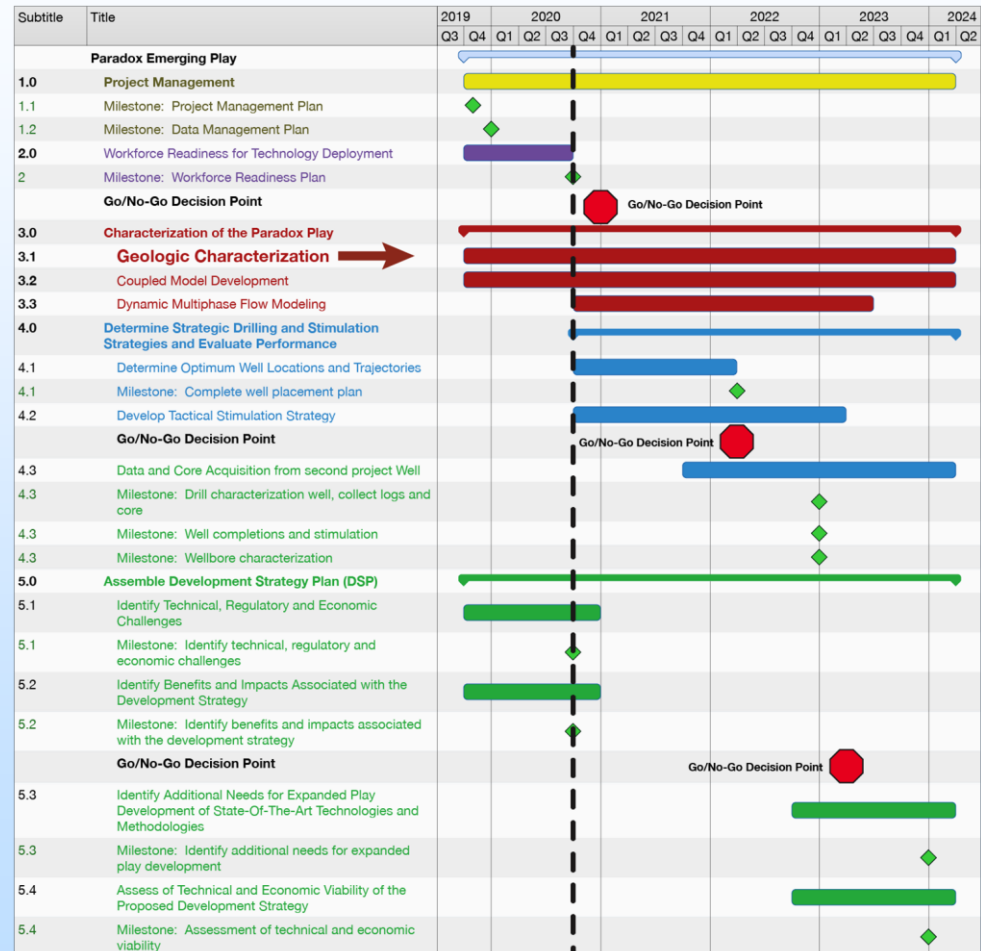 Subtitle Title 2019 2020 2021 2022 2023 2024
Q3 Q4 Q1 Q2 Q3 Q4 Q1 Q2 Q3 Q4 Q1 Q2 Q3 Q4 Q1 Q2 Q3 Q4 Q1 Q2
Paradox Emerging Play
1.0 Project Management
1.1 Milestone: Project Management Plan
1.2 Milestone: Data Management Plan
2.0 Workforce Readiness for Technology Deployment
2 Milestone: Workforce Readiness Plan
Go/No-Go Decision Point Go/No-Go Decision Point
3.0 Characterization of the Paradox Play
3.1 Geologic Characterization
3.2 Coupled Model Development
3.3 Dynamic Multiphase Flow Modeling
4.0 Determine Strategic Drilling and Stimulation
Strategies and Evaluate Performance
4.1 Determine Optimum Well Locations and Trajectories
4.1 Milestone: Complete well placement plan
4.2 Develop Tactical Stimulation Strategy
Go/No-Go Decision Point Go/No-Go Decision Point
4.3 Data and Core Acquisition from second project Well
4.3 Milestone: Drill characterization well, collect logs and
core
4.3 Milestone: Well completions and stimulation
4.3 Milestone: Wellbore characterization
5.0 Assemble Development Strategy Plan (DSP)
5.1 Identify Technical, Regulatory and Economic
Challenges
5.1 Milestone: Identify technical, regulatory and
economic challenges
5.2 Identify Benefits and Impacts Associated with the
Development Strategy
5.2 Milestone: Identify benefits and impacts associated
with the development strategy
Go/No-Go Decision Point Go/No-Go Decision Point
5.3 Identify Additional Needs for Expanded Play
Development of State-Of-The-Art Technologies and
Methodologies
5.3 Milestone: Identify additional needs for expanded
play development
5.4 Assess of Technical and Economic Viability of the
Proposed Development Strategy
5.4 Milestone: Assessment of technical and economic
viability